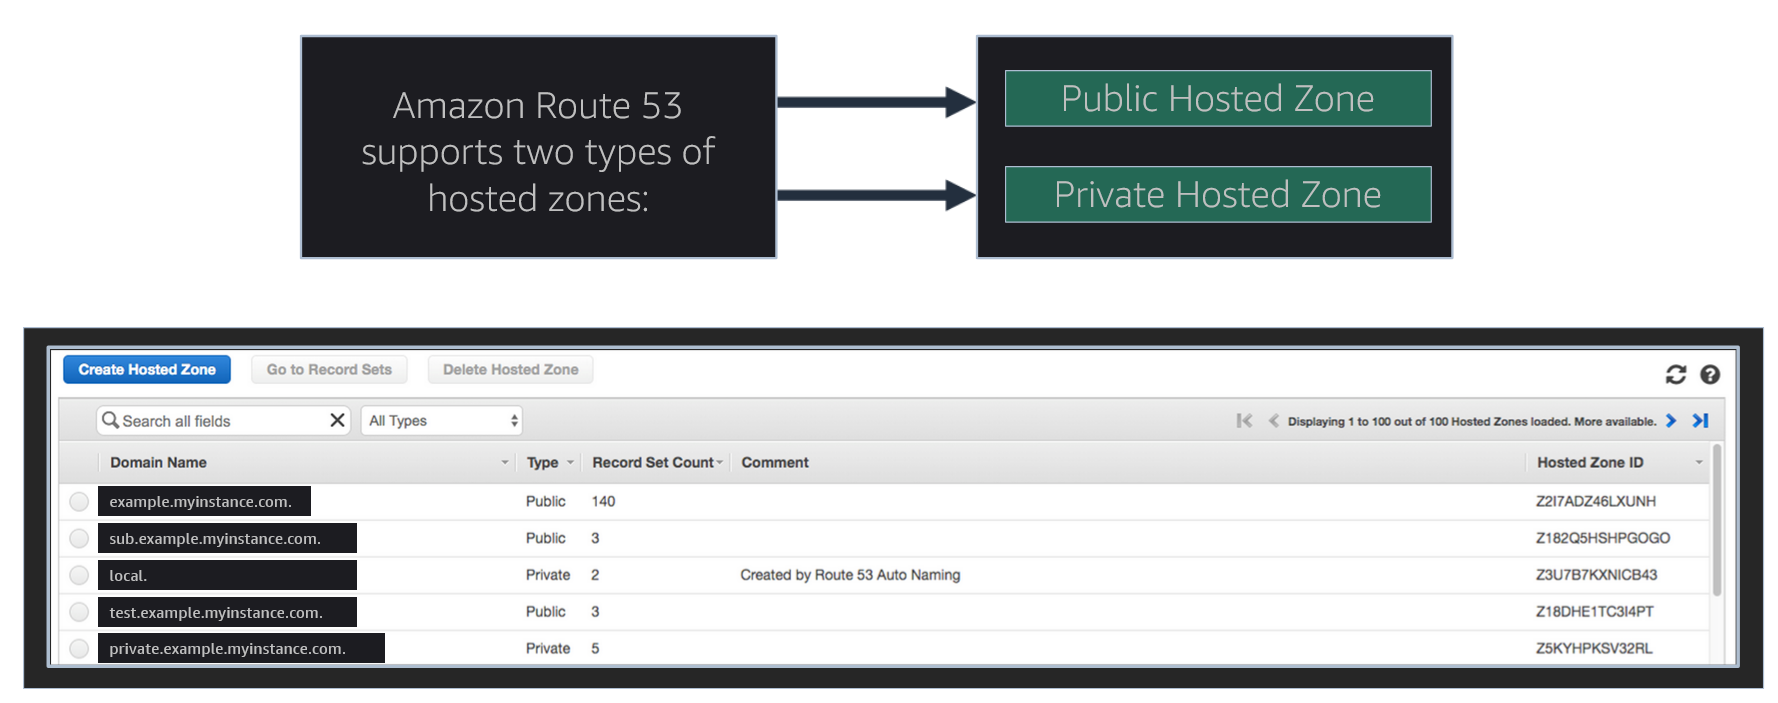 Amazon Route 53
supports two types of
hosted zones:
Public Hosted Zone
Private Hosted Zone
Create Hosted Zone Go to Record Sets Delete Hosted Zone
Search all fields All Types Displaying 1 to 100 out of 100 Hosted Zones loaded. More available.
Domain Name Type Record Set Count Comment Hosted Zone ID
example.myinstance.com. Public 140 Z2I7ADZ46LXUNH
sub.example.myinstance.com. Public 3 Z182Q5HSHPGOGO
local. Private 2 Created by Route 53 Auto Naming Z3U7B7KXNICB43
test.example.myinstance.com. Public 3 Z18DHE1TC3I4PT
private.example.myinstance.com. Private 5 Z5KYHPKSV32RL